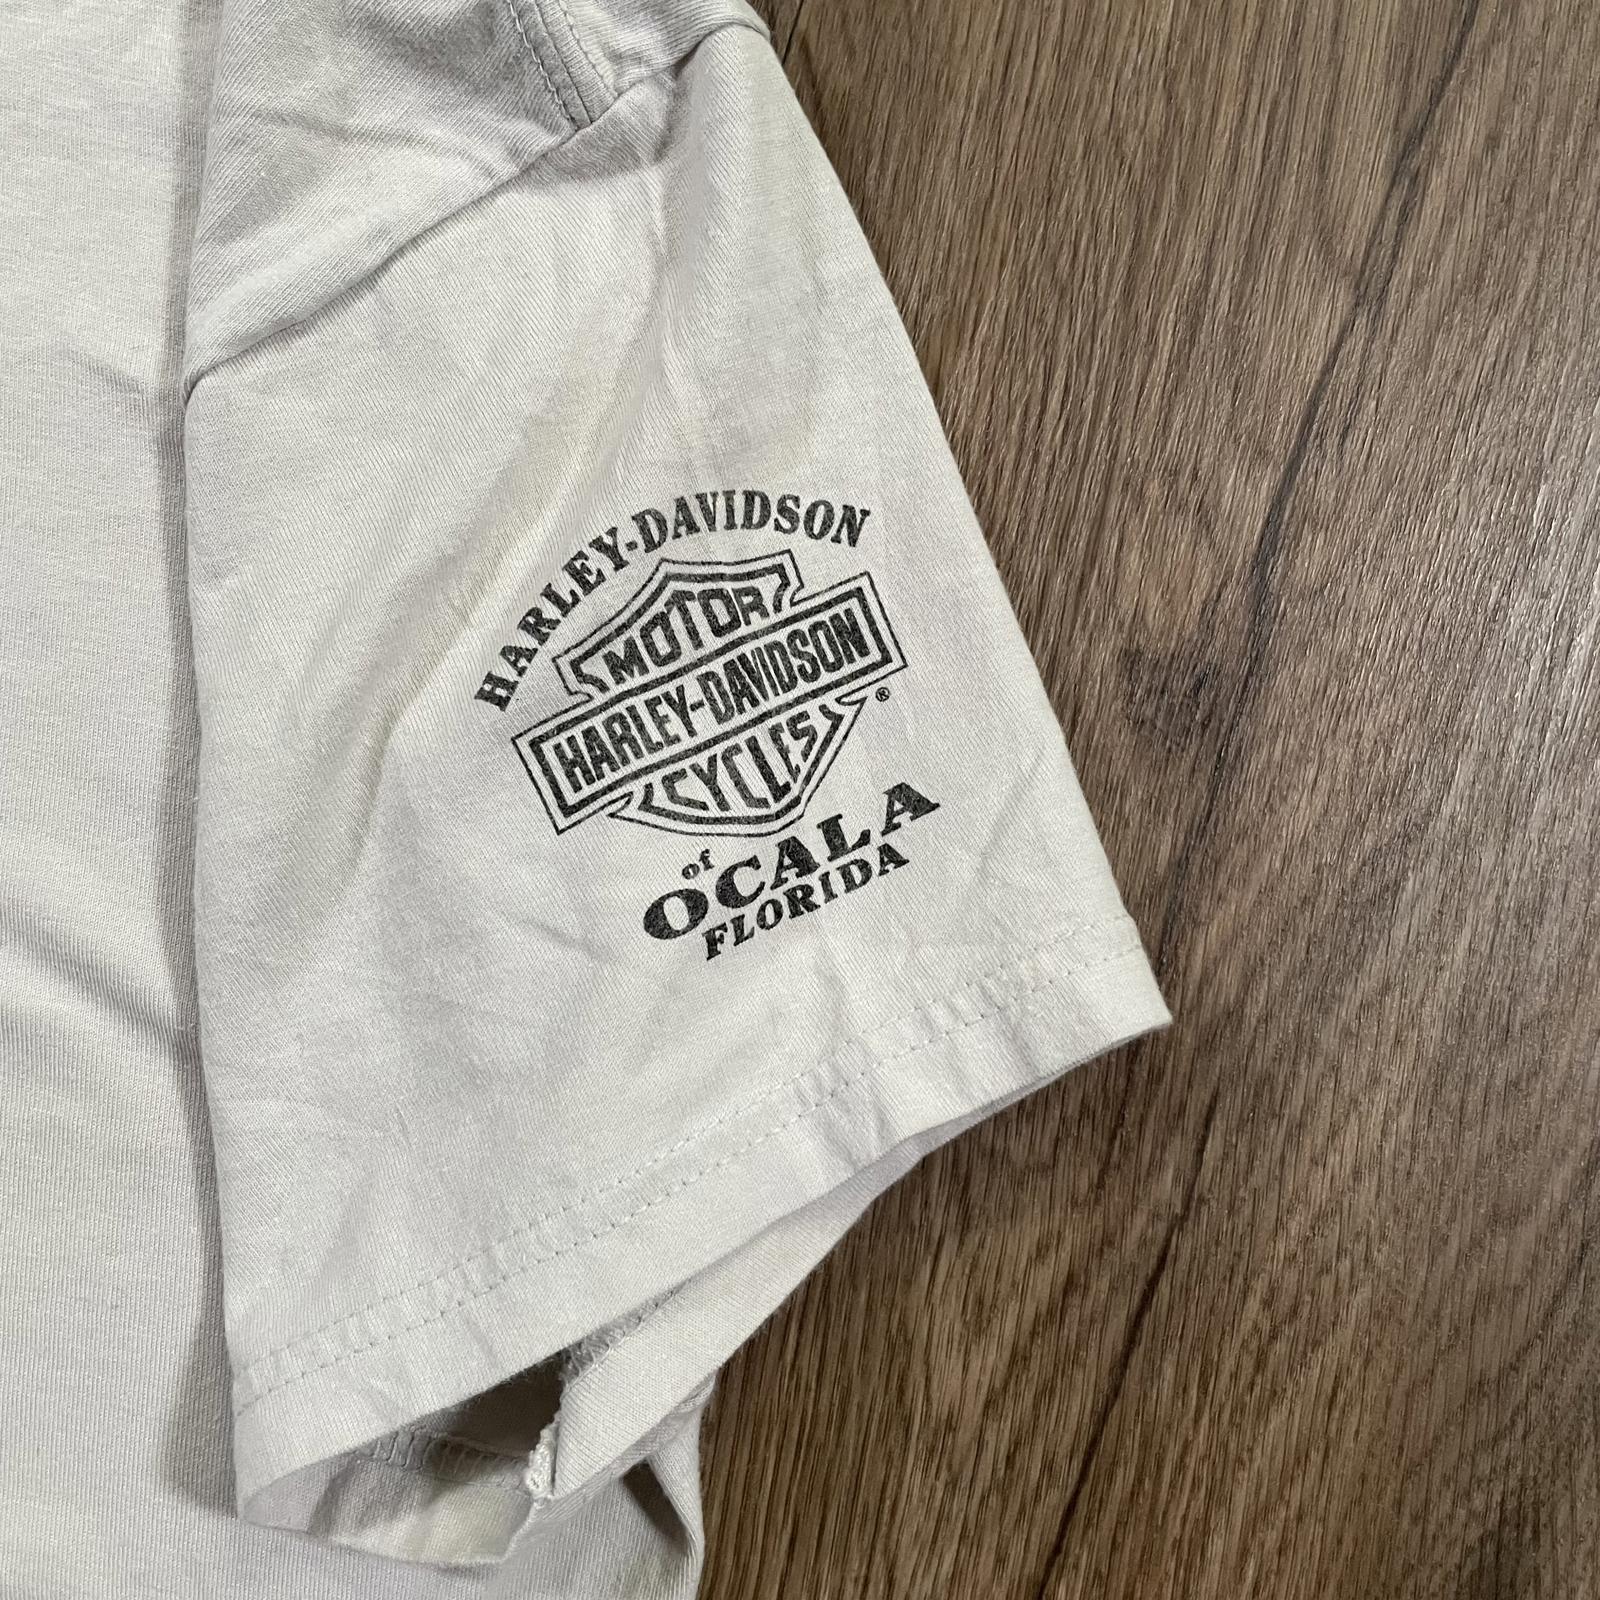 HARLEY-DAVIDSON
MOTOR
HARLEY-DAVIDSON
®
CYCLES
of
OCALA
FLORIDA